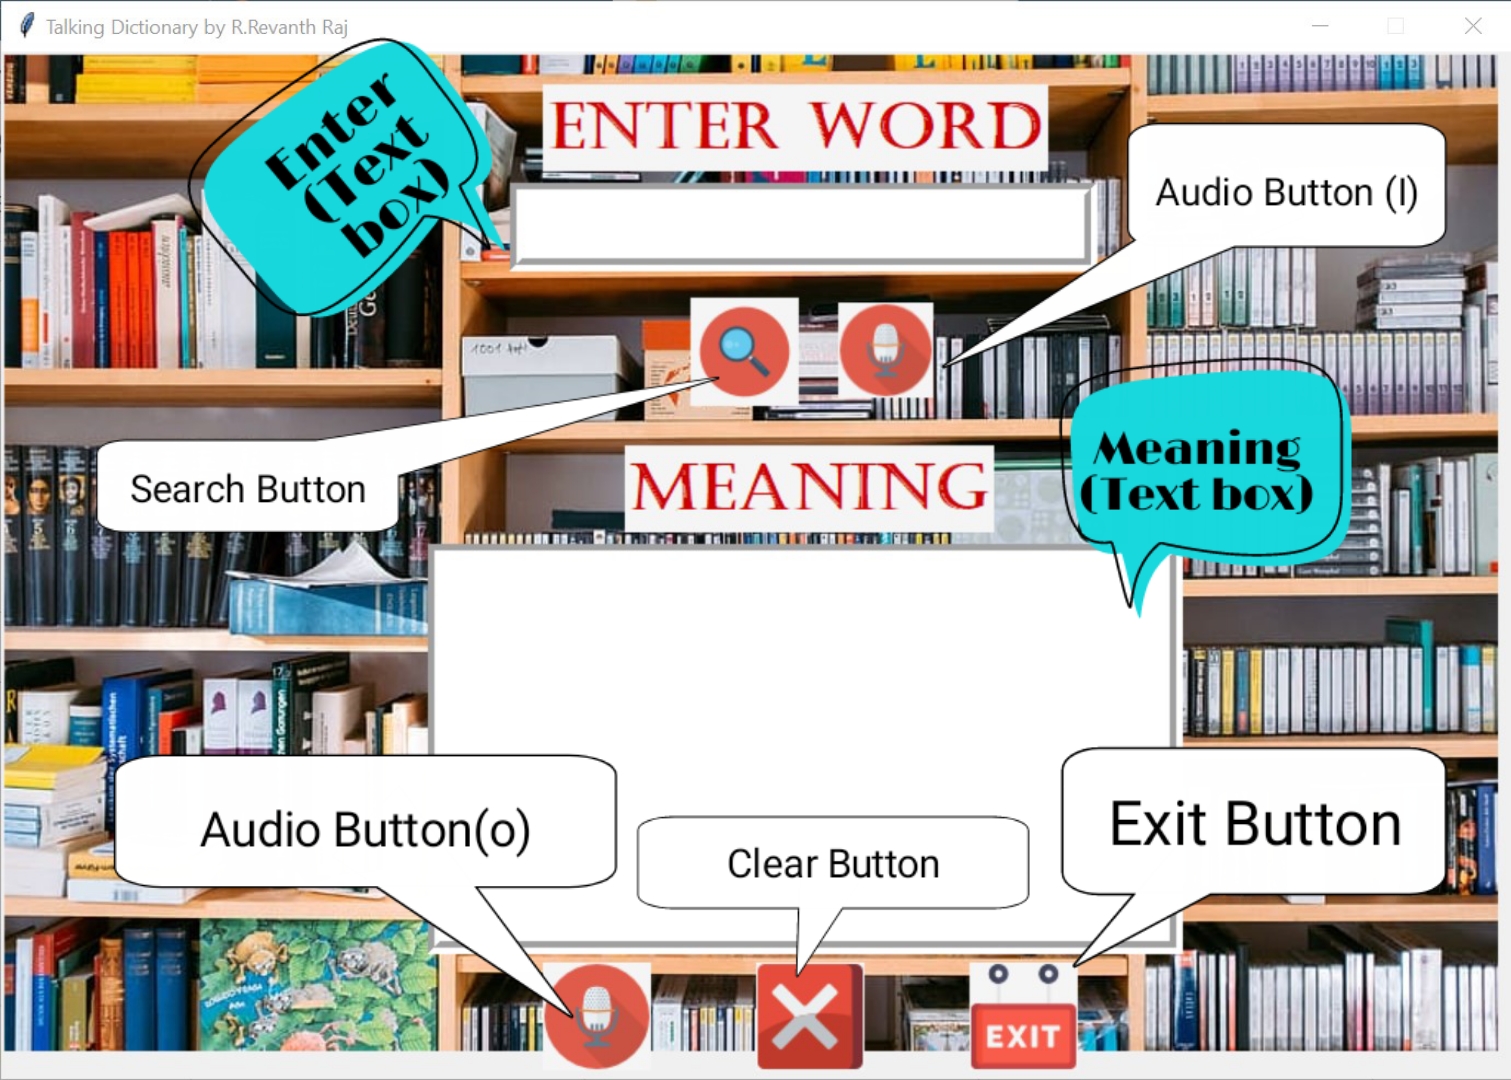 Talking Dictionary by R.Revanth Raj
Enter
(Text
box)
ENTER WORD
Audio Button (I)
1001
Search Button
MEANING
Meaning
(Text box)
Audio Button(o)
Clear Button
Exit Button
EXIT